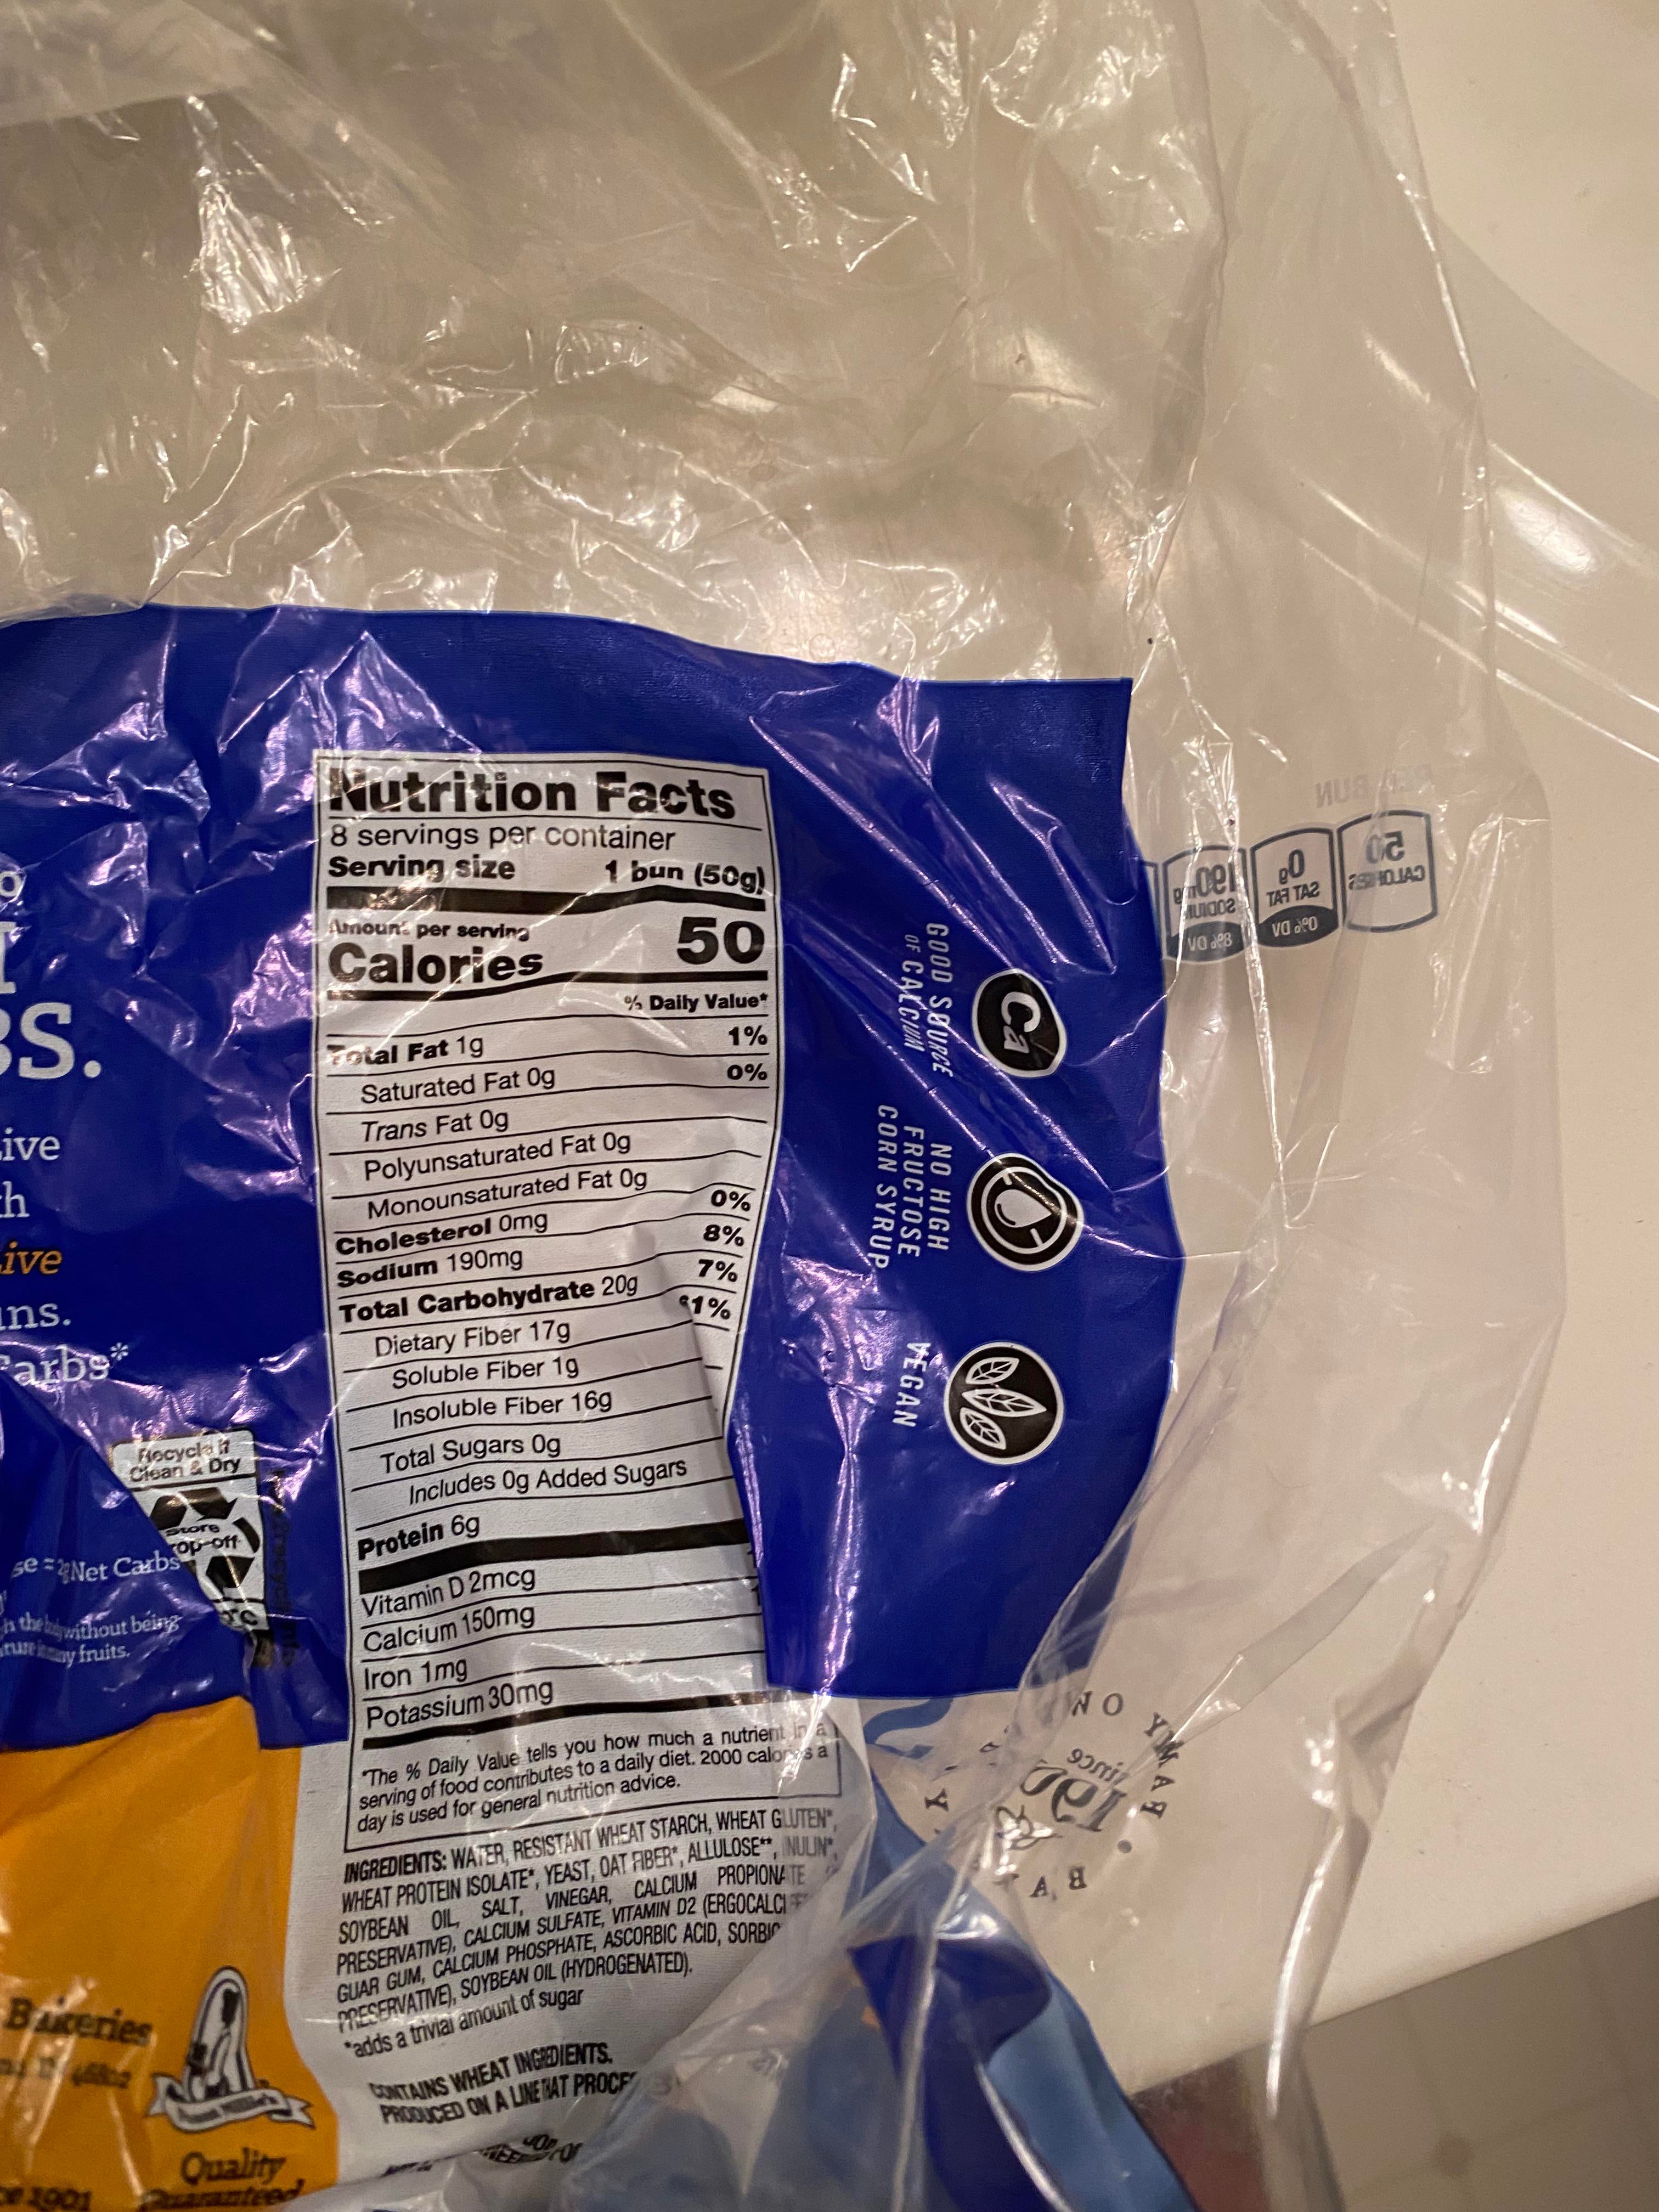 Nutrition Facts
8 servings per container
Serving size 1 bun (50g)
Amount per serving
Calories 50
% Daily Value*
Total Fat 1g 1%
Saturated Fat 0g 0%
Trans Fat 0g
Polyunsaturated Fat 0g
Monounsaturated Fat 0g
Cholesterol 0mg 0%
Sodium 190mg 8%
Total Carbohydrate 20g 7%
Dietary Fiber 17g
Soluble Fiber 1g
Insoluble Fiber 16g
Total Sugars 0g
Includes 0g Added Sugars
Protein 6g
Vitamin D 2mcg
Calcium 150mg
Iron 1mg
Potassium 30mg
*The % Daily Value tells you how much a nutrient in a
serving of food contributes to a daily diet. 2000 calories a
day is used for general nutrition advice.
INGREDIENTS: WATER, RESISTANT WHEAT STARCH, WHEAT GLUTEN*,
WHEAT PROTEIN ISOLATE*, YEAST, OAT FIBER*, ALLULOSE**, INULIN*,
SOYBEAN OIL, SALT, VINEGAR, CALCIUM PROPIONATE
PRESERVATIVE), CALCIUM SULFATE, VITAMIN D2
GUAR GUM, CALCIUM PHOSPHATE, ASCORBIC ACID,
PRESERVATIVE), SOYBEAN OIL (HYDROGENATED).
*adds a trivial amount of sugar
CONTAINS WHEAT INGREDIENTS.
PRODUCED ON A LINE THAT
Ca
GOOD SOURCE
OF CALCIUM
NO HIGH
FRUCTOSE
CORN SYRUP
VEGAN
Recycle if
Clean & Dry
Store
Net Carbs
without being
fruits.
Bakeries
46802
Quality
Guaranteed
1901
BUN
50
CALORIES
0g
SAT FAT
0% DV
190mg
SODIUM
8% DV
since